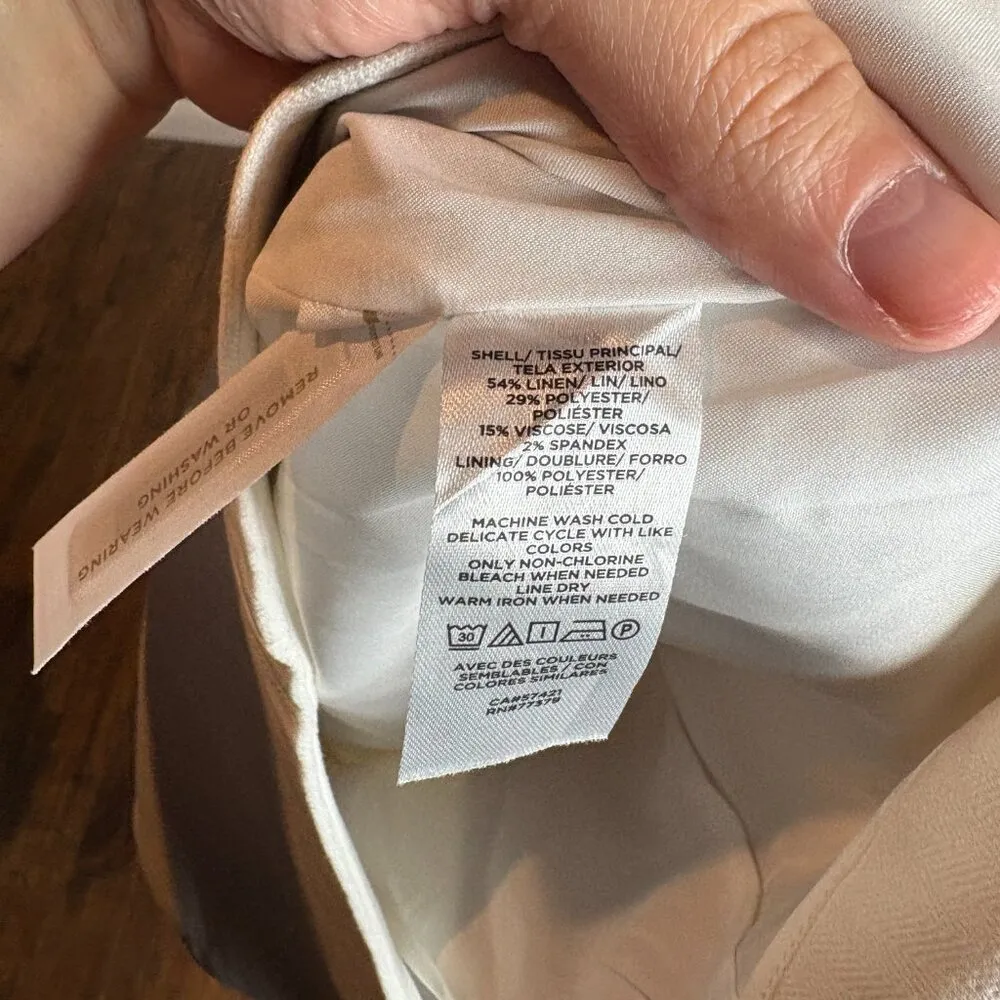 SHELL/ TISSU PRINCIPAL/
TELA EXTERIOR
54% LINEN/ LIN/ LINO
29% POLYESTER/
POLIÉSTER
15% VISCOSE/ VISCOSA
2% SPANDEX
LINING/ DOUBLURE/ FORRO
100% POLYESTER/
POLIÉSTER
MACHINE WASH COLD
DELICATE CYCLE WITH LIKE
COLORS
ONLY NON-CHLORINE
BLEACH WHEN NEEDED
LINE DRY
WARM IRON WHEN NEEDED
30 P
AVEC DES COULEURS
SEMBLABLES / CON
COLORES SIMILARES
CA#57421
RN#77379
REMOVE BEFORE WEARING
OR WASHING